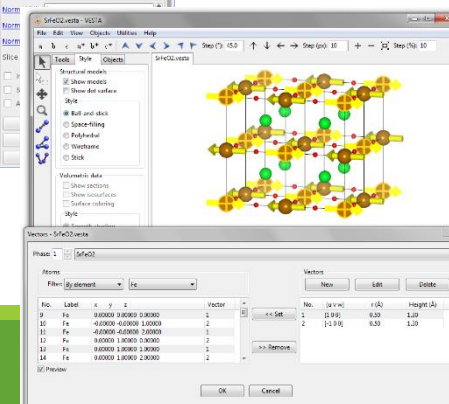 Norm
Norm
Norm
Slice
SrFeO2.vesta - VESTA
File Edit View Objects Utilities Help
a b c a* b* c* Step (°): 45.0 Step (px): 10 Step (%): 10
Tools Style Objects SrFeO2.vesta
Structural models
Show models
Show dot surface
Style
Ball-and-stick
Space-filling
Polyhedral
Wireframe
Stick
Volumetric data
Show sections
Show isosurfaces
Surface coloring
Style
Vectors - SrFeO2.vesta
Phase: 1 SrFeO2
Atoms Vectors
Filter: By element Fe New Edit Delete
No. Label x y z Vector No. [u v w] r (Å) Height (Å)
9 Fe 0.00000 0.00000 0.00000 1 << Set 1 [1 0 0] 0.50 1.30
10 Fe -0.00000 -0.00000 1.00000 2 2 [-1 0 0] 0.50 1.30
11 Fe -0.00000 -0.00000 2.00000 1
12 Fe 0.00000 1.00000 0.00000 2 >> Remove
13 Fe 0.00000 1.00000 1.00000 1
14 Fe 0.00000 1.00000 2.00000 2
Preview
OK Cancel